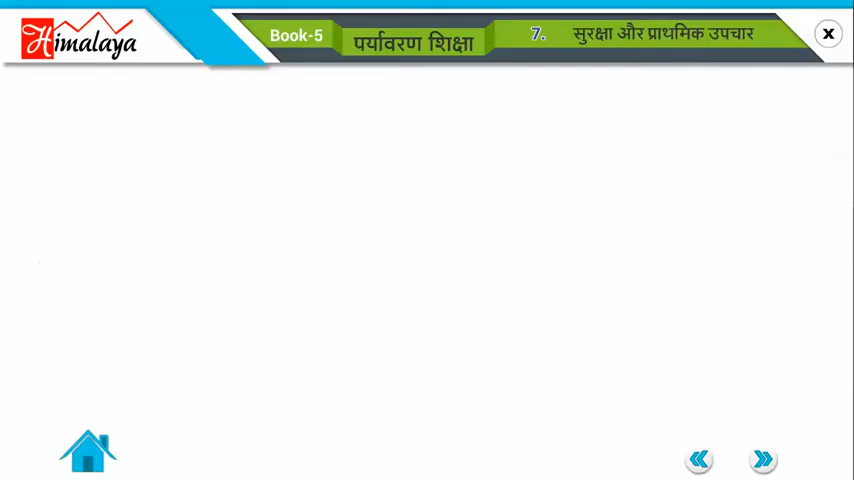 Himalaya
Book-5
पर्यावरण शिक्षा
7. सुरक्षा और प्राथमिक उपचार
x